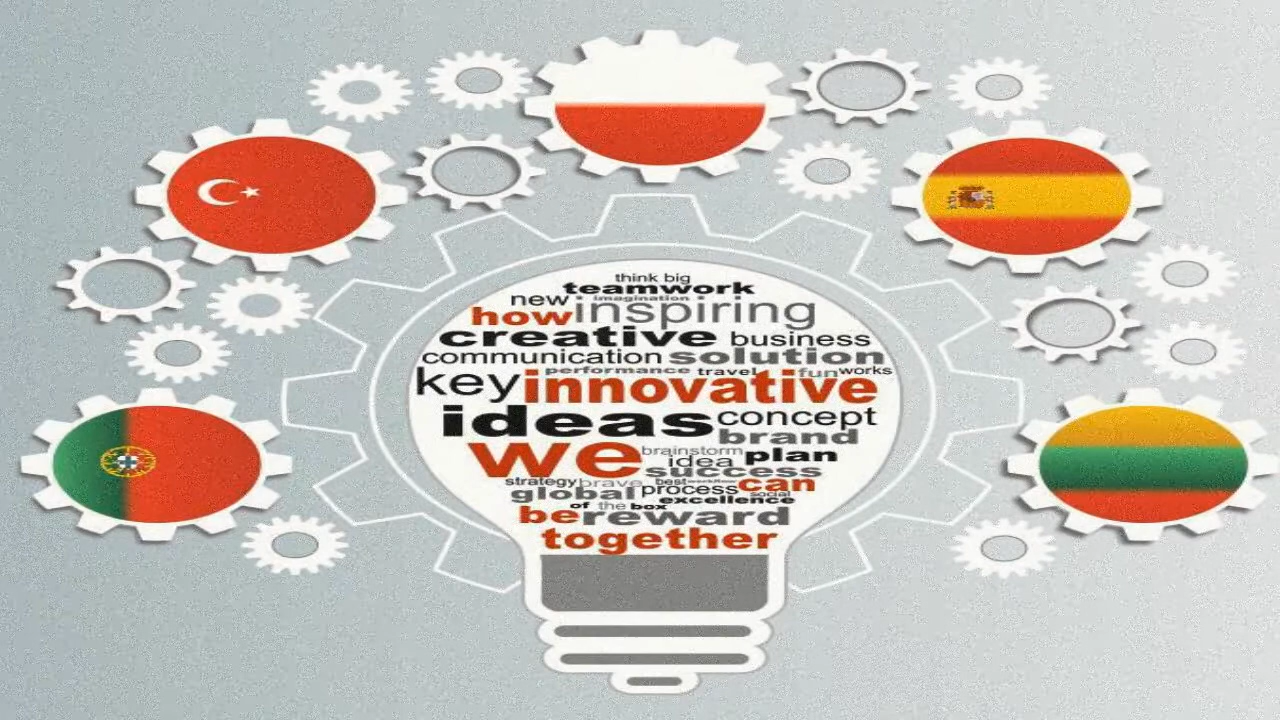 think big
teamwork
new imagination
how inspiring
creative business
communication solution
performance travel fun works
key innovative
ideas concept
brand
we brainstorm
idea plan
success
strategy brave best workflow can
global process social
excellence
of the box
be reward
together